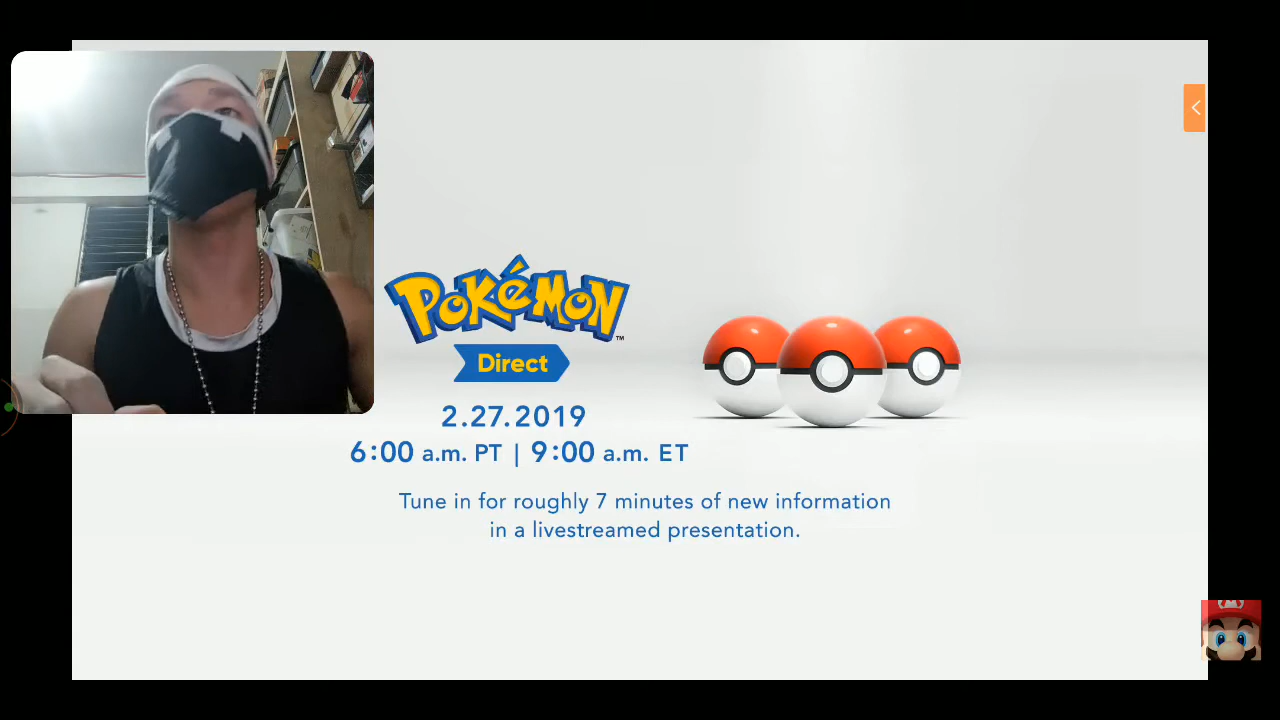 Pokémon
™
Direct
2.27.2019
6:00 a.m. PT | 9:00 a.m. ET
Tune in for roughly 7 minutes of new information
in a livestreamed presentation.
M